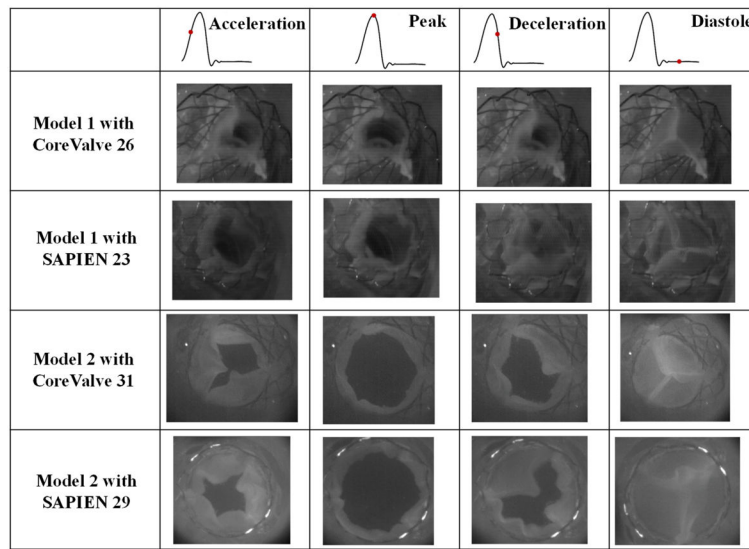 Acceleration
Peak
Deceleration
Diastole
Model 1 with
CoreValve 26
Model 1 with
SAPIEN 23
Model 2 with
CoreValve 31
Model 2 with
SAPIEN 29